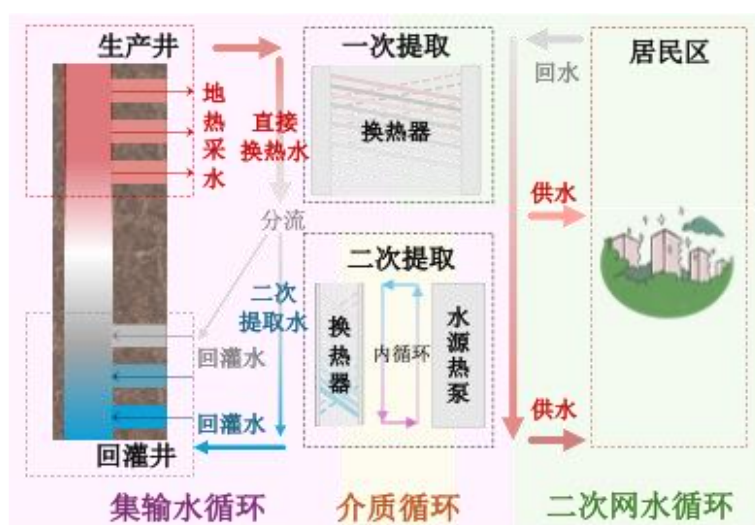 生产井
一次提取
居民区
回水
地
热
采
水
直接
换热水
换热器
供水
分流
二次提取
二次
提取水
换
热
器
内循环
水
源
热
泵
回灌水
回灌水
供水
回灌井
集输水循环
介质循环
二次网水循环